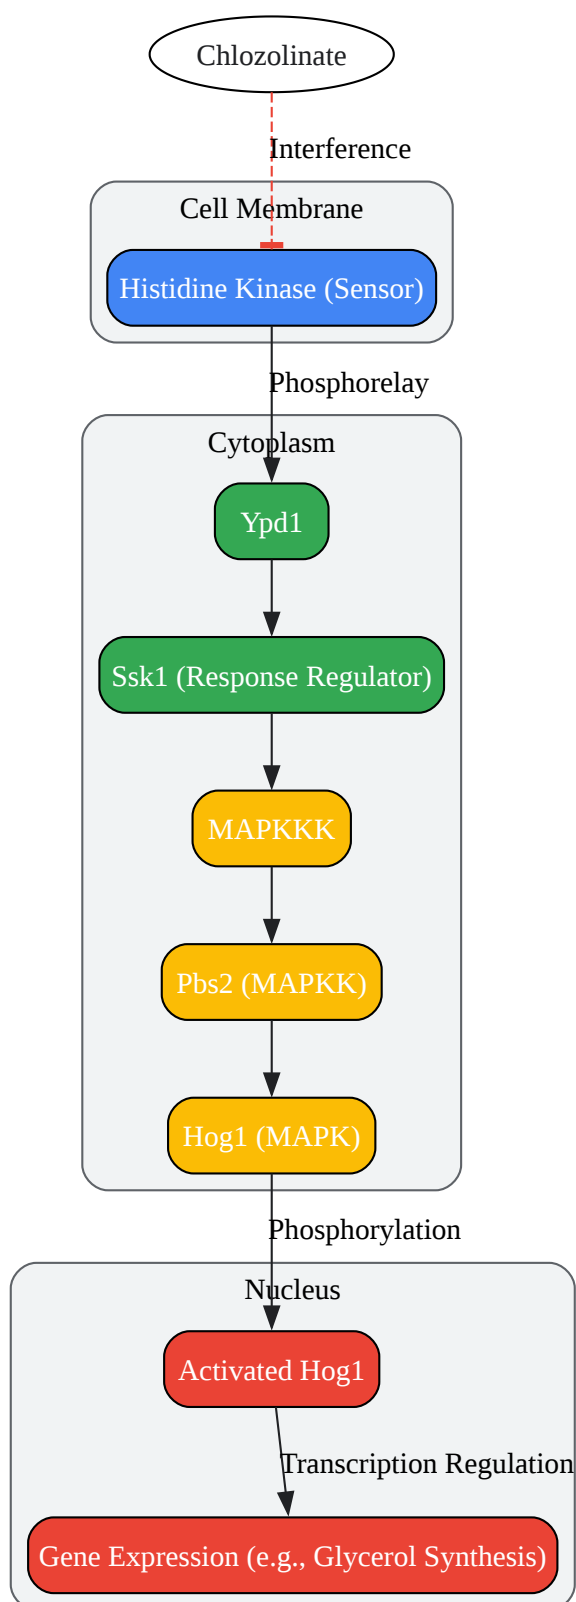 Chlozolinate
Interference
Cell Membrane
Histidine Kinase (Sensor)
Phosphorelay
Cytoplasm
Ypd1
Ssk1 (Response Regulator)
MAPKKK
Pbs2 (MAPKK)
Hog1 (MAPK)
Phosphorylation
Nucleus
Activated Hog1
Transcription Regulation
Gene Expression (e.g., Glycerol Synthesis)